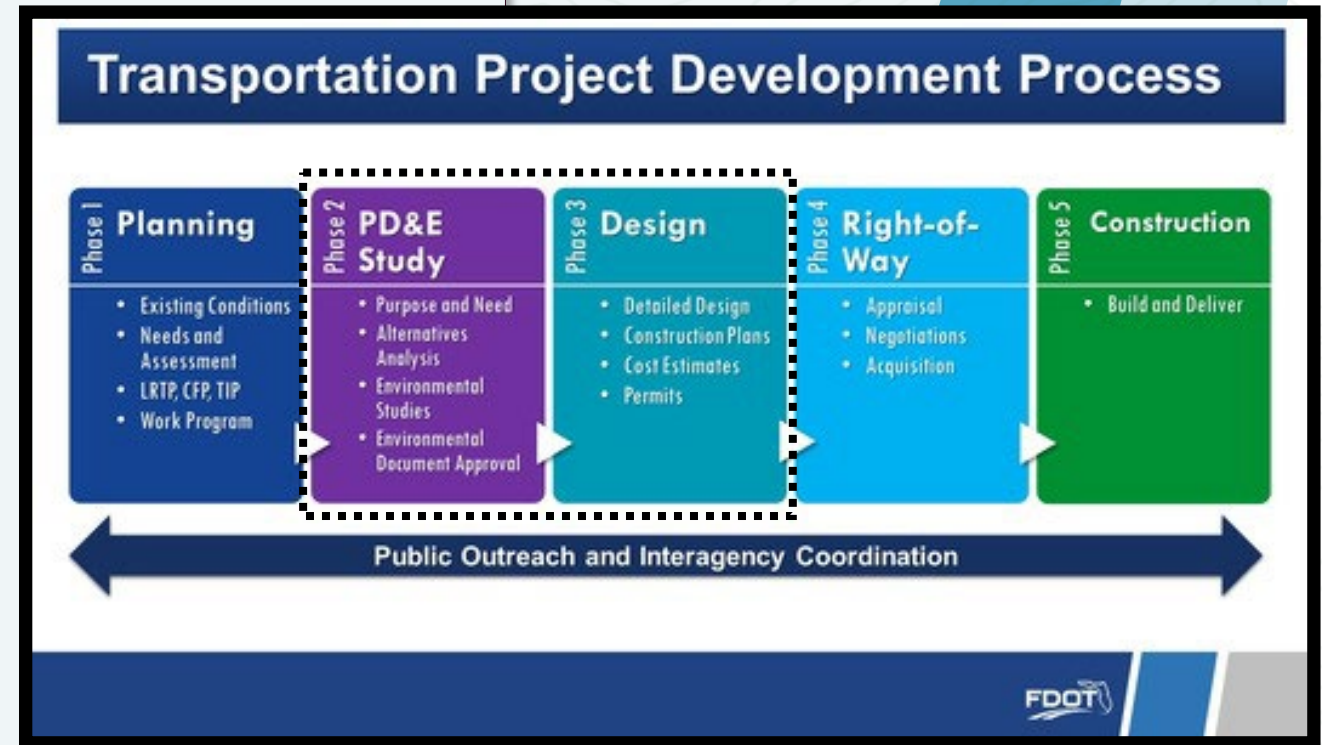 Transportation Project Development Process
Phase 1
Planning
• Existing Conditions
• Needs and
Assessment
• LRTP, CFP, TIP
• Work Program
Phase 2
PD&E
Study
• Purpose and Need
• Alternatives
Analysis
• Environmental
Studies
• Environmental
Document Approval
Phase 3
Design
• Detailed Design
• Construction Plans
• Cost Estimates
• Permits
Phase 4
Right-of-
Way
• Appraisal
• Negotiations
• Acquisition
Phase 5
Construction
• Build and Deliver
Public Outreach and Interagency Coordination
FDOT